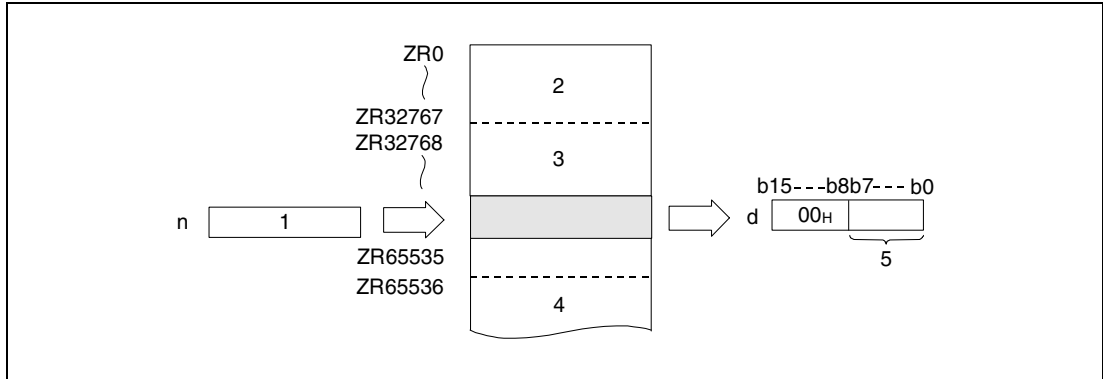 ZR0
2
ZR32767
ZR32768
3
b15---b8b7--- b0
n 1
d 00H
ZR65535
5
ZR65536
4